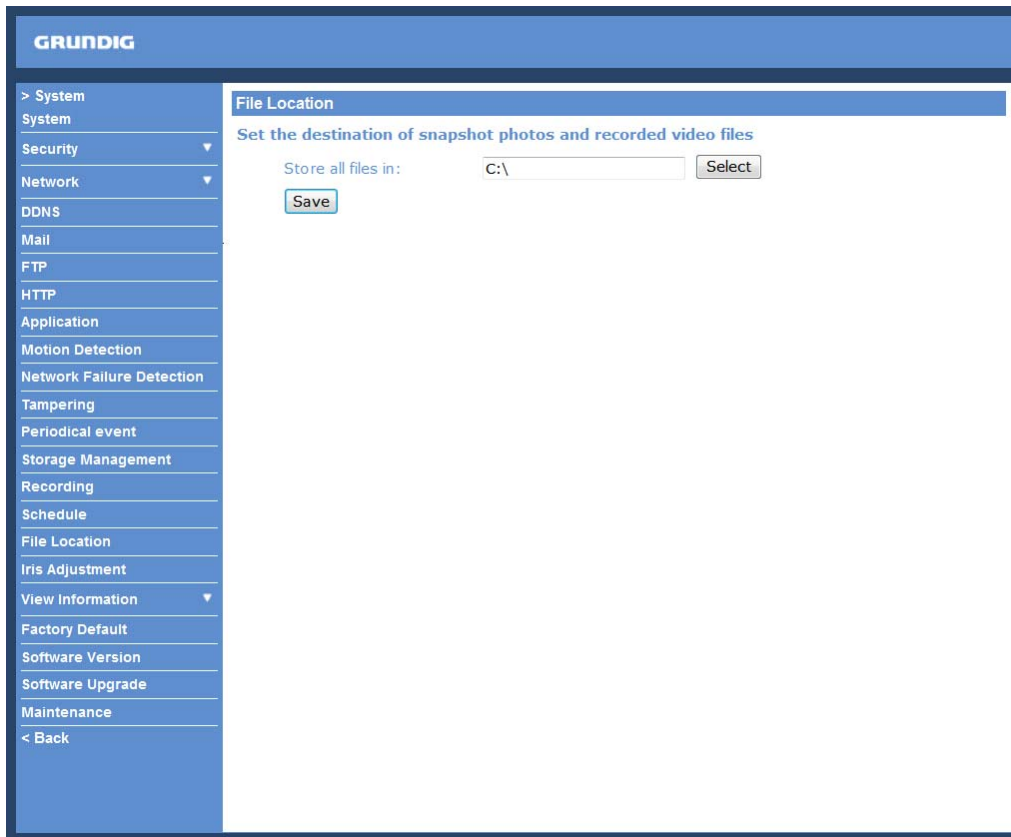 GRUNDIG
> System
System
Security
Network
DDNS
Mail
FTP
HTTP
Application
Motion Detection
Network Failure Detection
Tampering
Periodical event
Storage Management
Recording
Schedule
File Location
Iris Adjustment
View Information
Factory Default
Software Version
Software Upgrade
Maintenance
< Back
File Location
Set the destination of snapshot photos and recorded video files
Store all files in: C:\ Select
Save